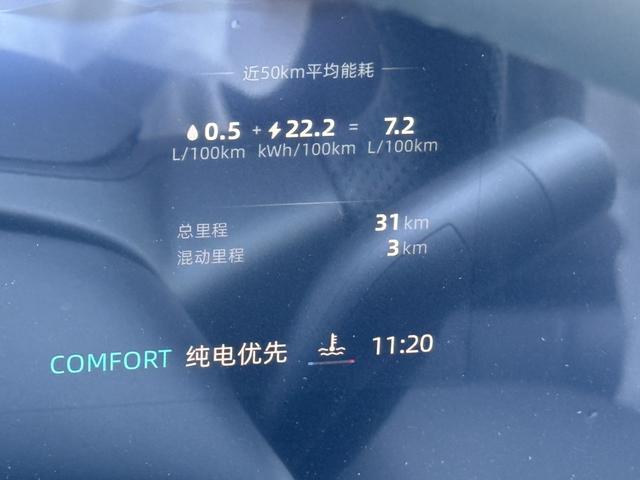 近50km平均能耗
0.5 + 22.2 = 7.2
L/100km kWh/100km L/100km
总里程 31 km
混动里程 3 km
COMFORT 纯电优先 11:20